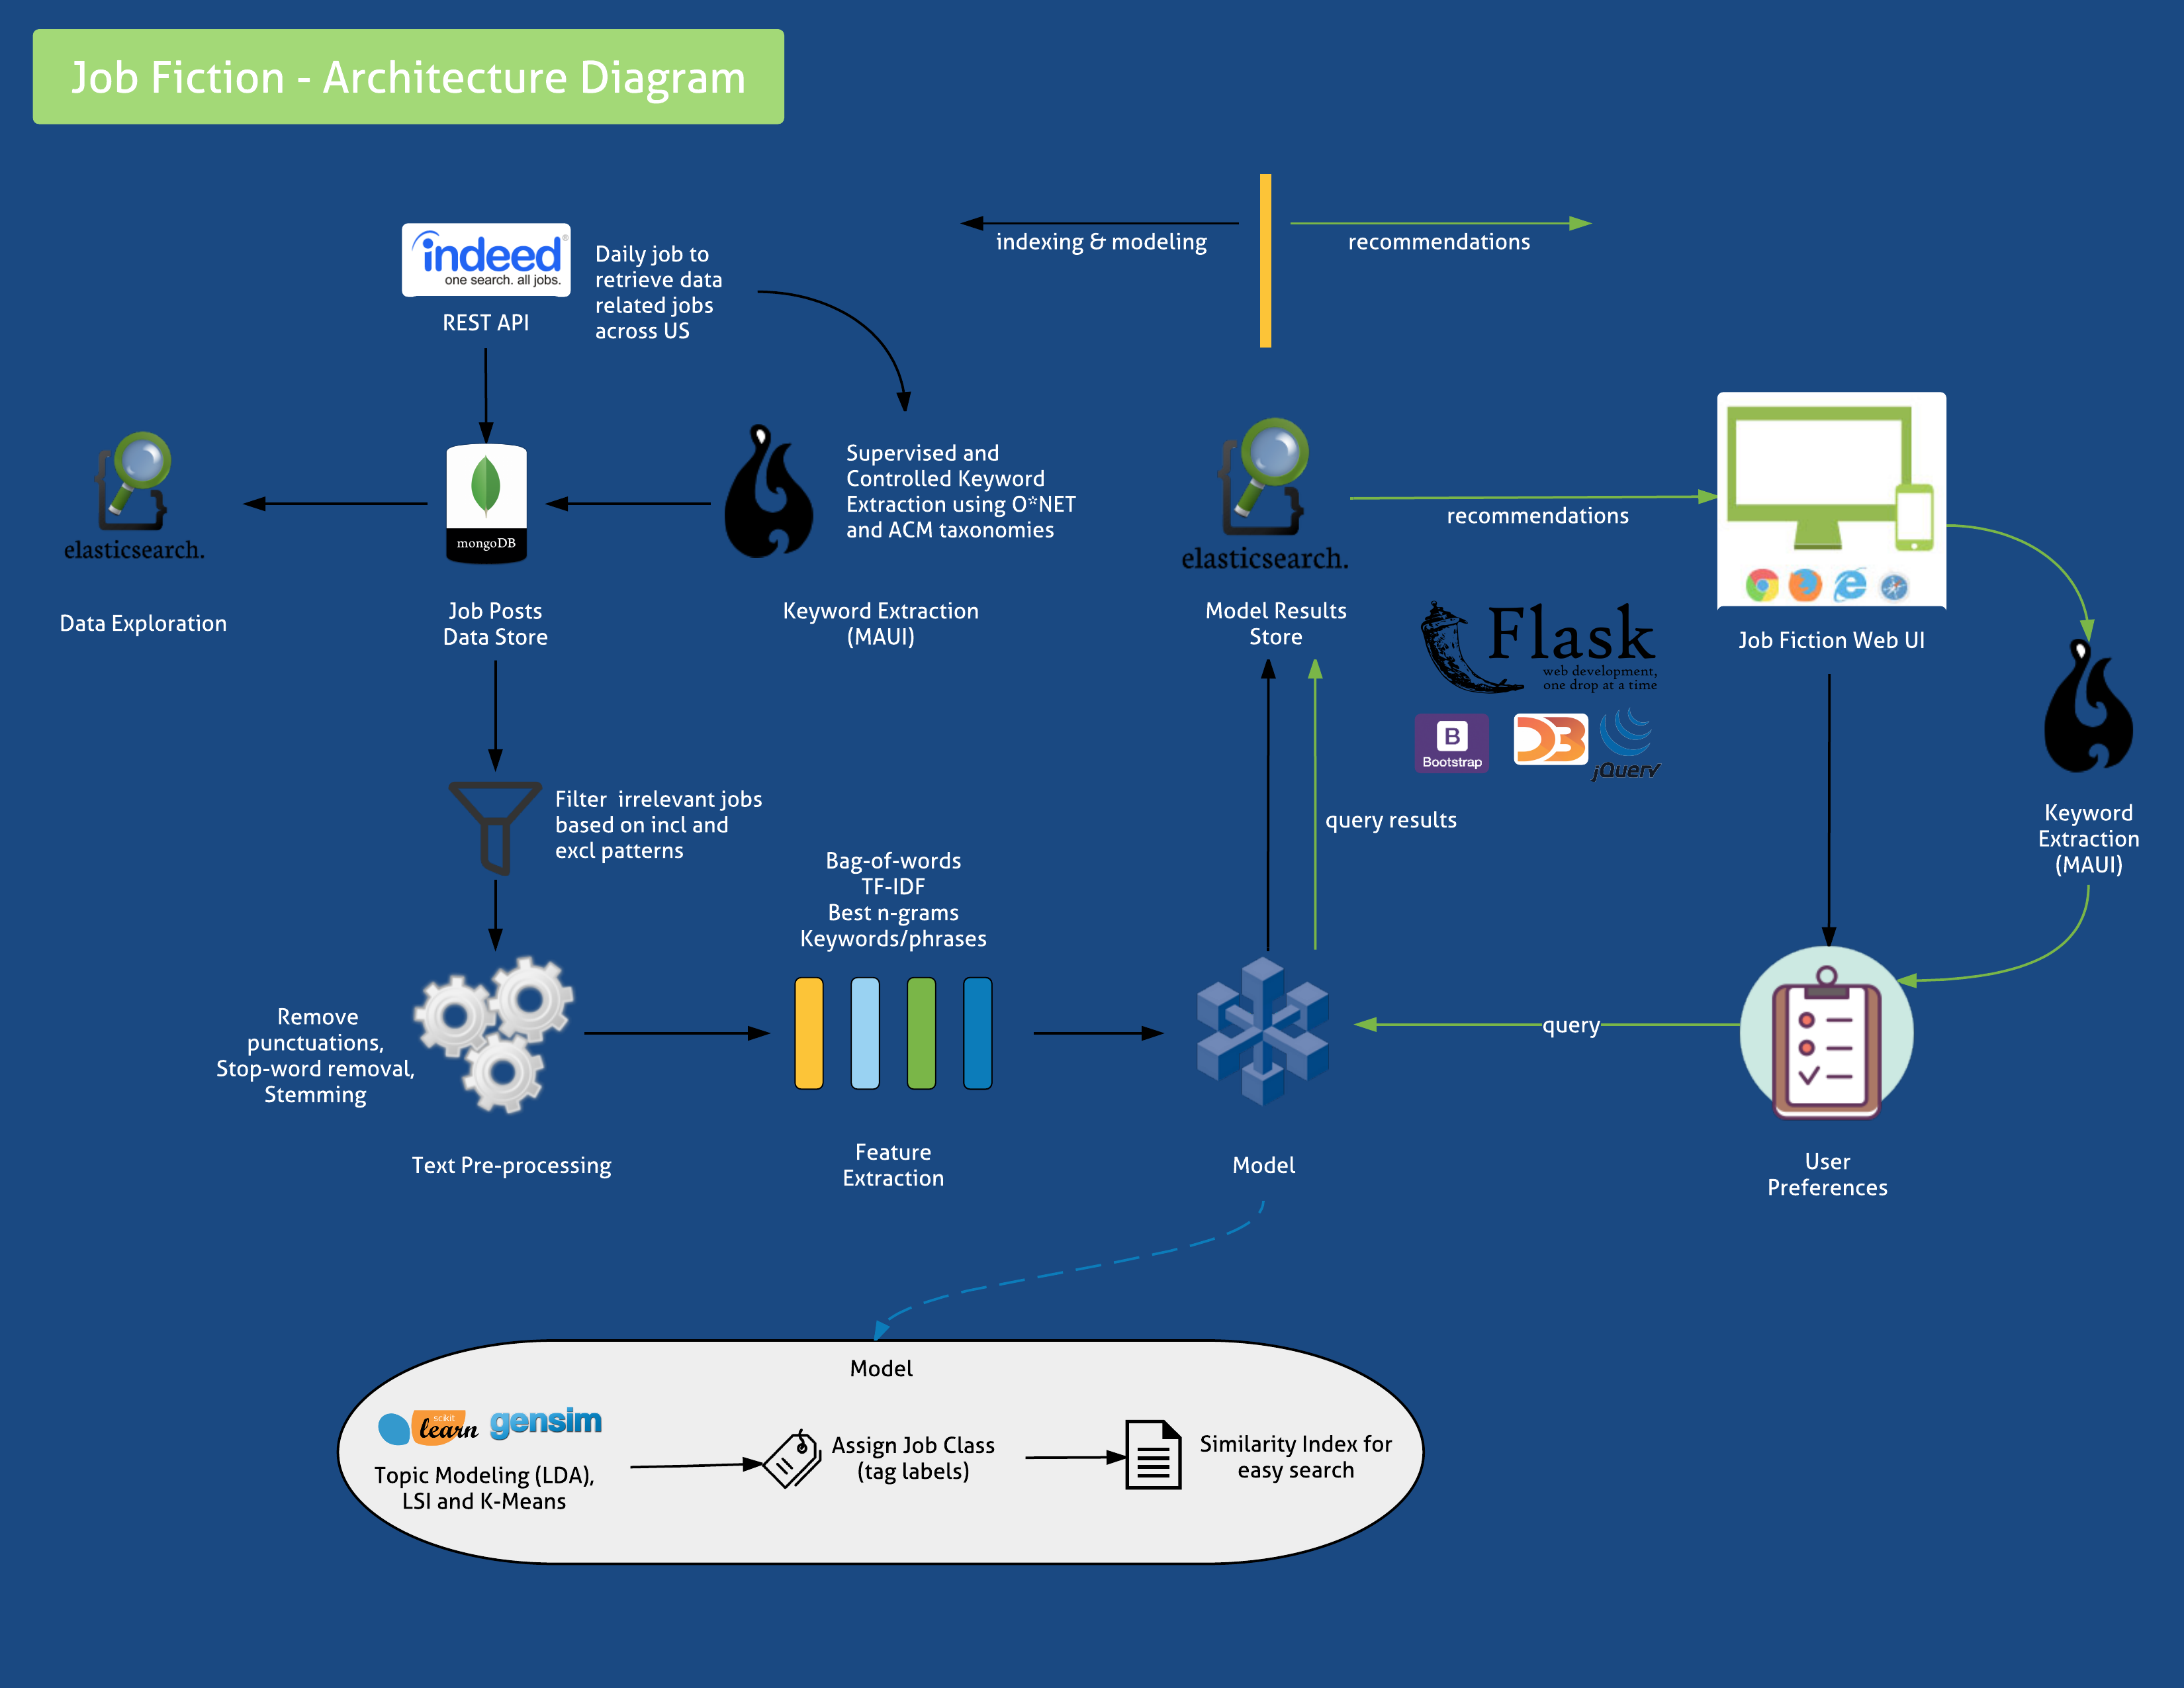 Job Fiction - Architecture Diagram
indexing & modeling
recommendations
indeed®
one search. all jobs.
REST API
Daily job to
retrieve data
related jobs
across US
elasticsearch.
Data Exploration
mongoDB
Job Posts
Data Store
Supervised and
Controlled Keyword
Extraction using O*NET
and ACM taxonomies
Keyword Extraction
(MAUI)
elasticsearch.
Model Results
Store
recommendations
Job Fiction Web UI
Flask
web development,
one drop at a time
B
Bootstrap
D3
jQuery
Keyword
Extraction
(MAUI)
Filter irrelevant jobs
based on incl and
excl patterns
query results
Bag-of-words
TF-IDF
Best n-grams
Keywords/phrases
Remove
punctuations,
Stop-word removal,
Stemming
query
Text Pre-processing
Feature
Extraction
Model
User
Preferences
Model
scikit
learn
gensim
Topic Modeling (LDA),
LSI and K-Means
Assign Job Class
(tag labels)
Similarity Index for
easy search